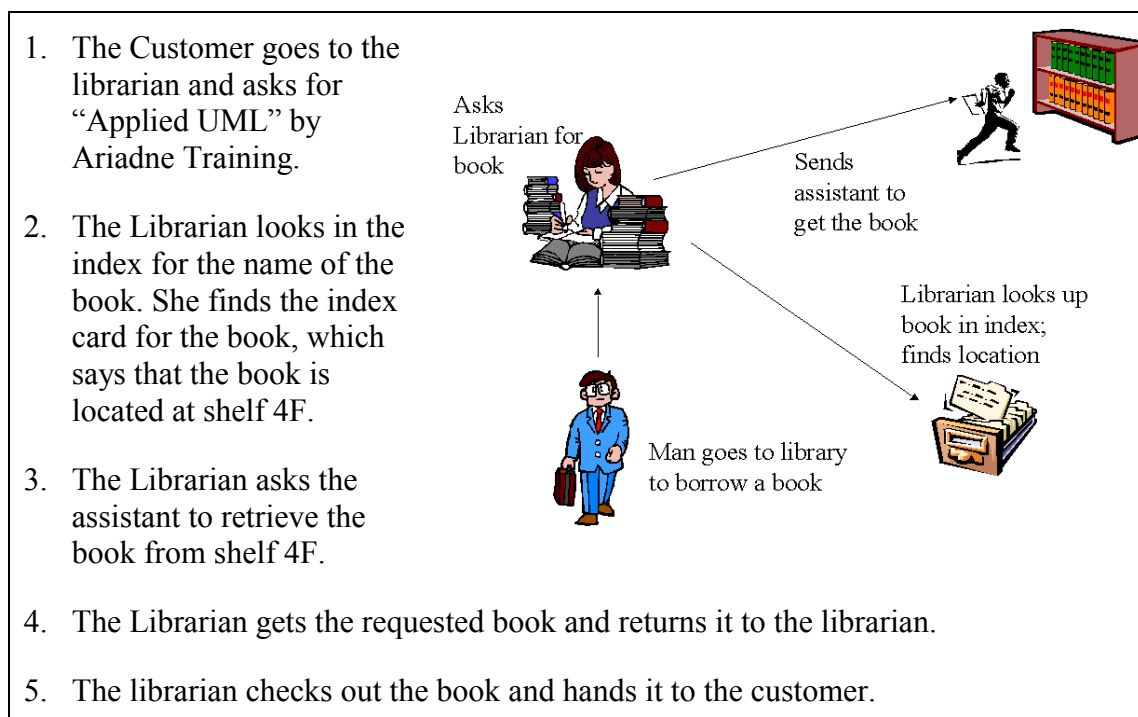 1. The Customer goes to the
librarian and asks for
“Applied UML” by
Ariadne Training.
2. The Librarian looks in the
index for the name of the
book. She finds the index
card for the book, which
says that the book is
located at shelf 4F.
3. The Librarian asks the
assistant to retrieve the
book from shelf 4F.
4. The Librarian gets the requested book and returns it to the librarian.
5. The librarian checks out the book and hands it to the customer.
Asks
Librarian for
book
Sends
assistant to
get the book
Librarian looks up
book in index;
finds location
Man goes to library
to borrow a book